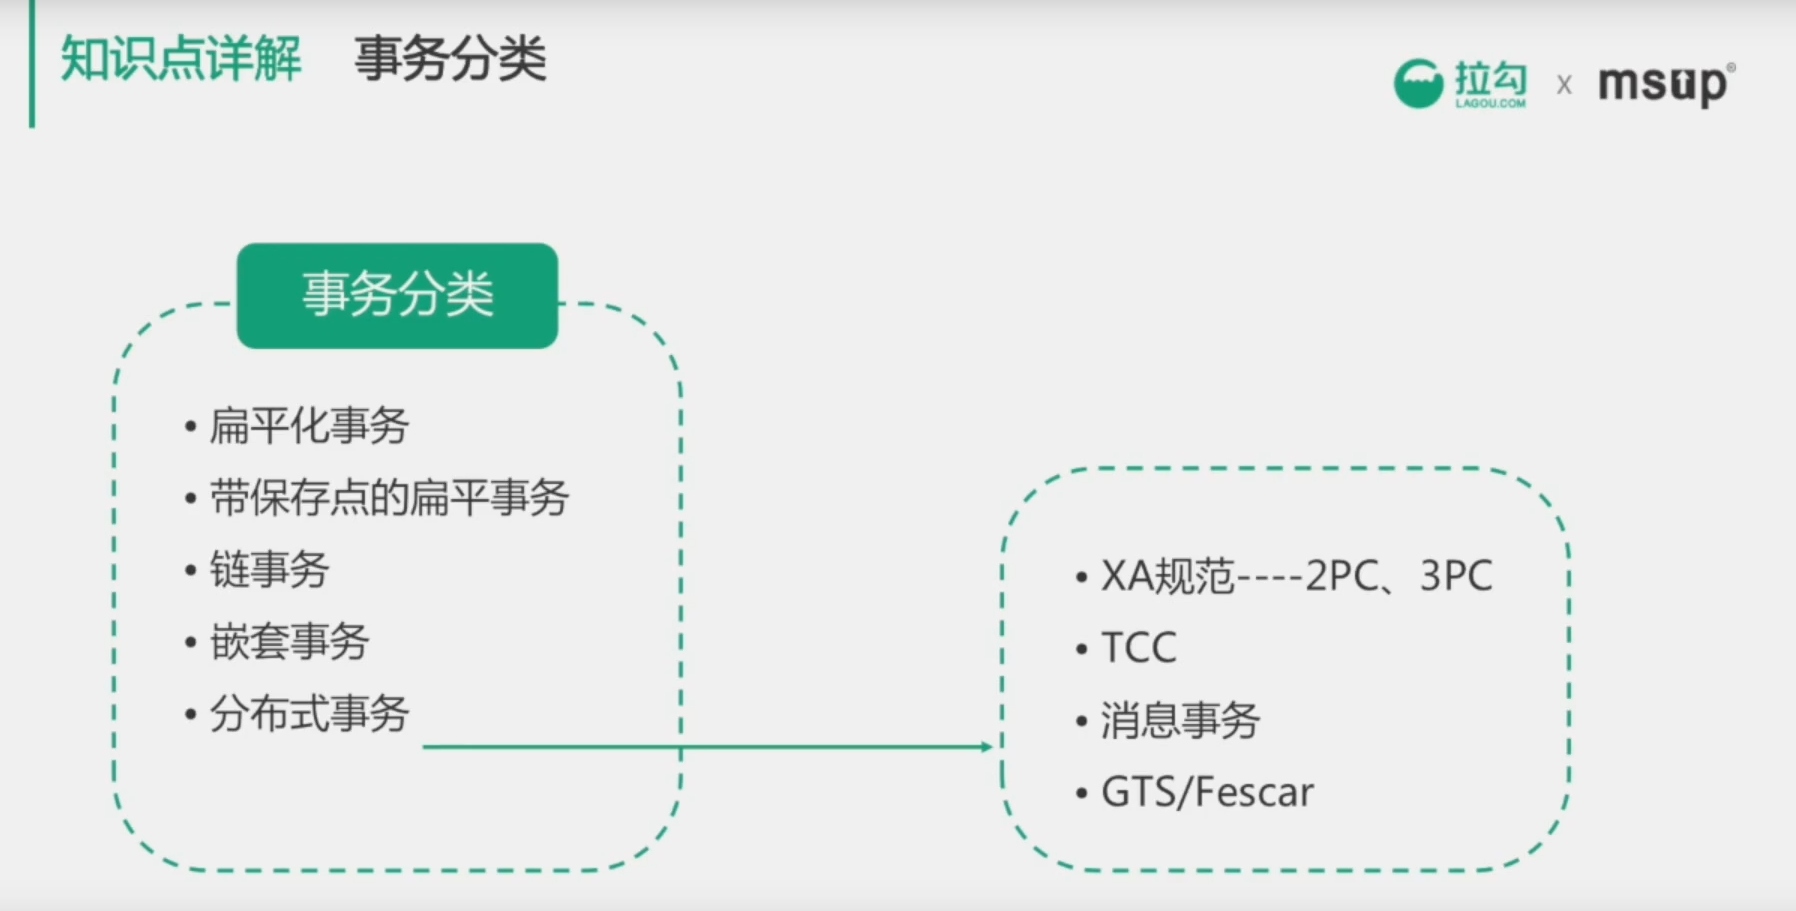 知识点详解 事务分类
拉勾 x msup®
LAGOU.COM
事务分类
• 扁平化事务
• 带保存点的扁平事务
• 链事务
• 嵌套事务
• 分布式事务
• XA规范----2PC、3PC
• TCC
• 消息事务
• GTS/Fescar